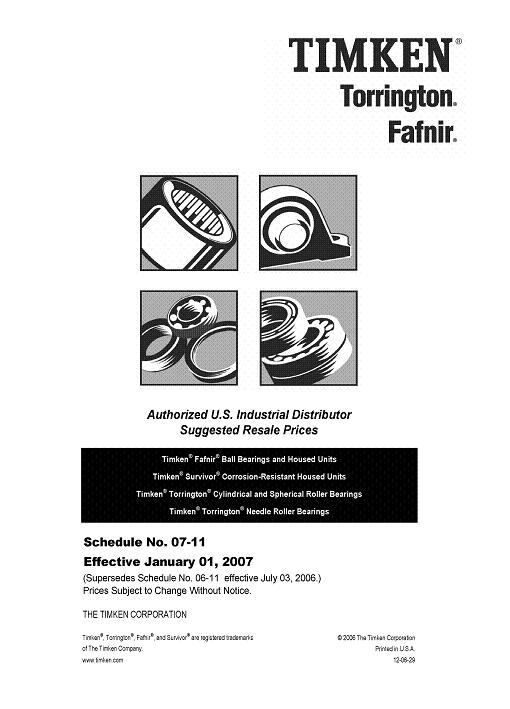 TIMKEN®
Torrington®
Fafnir®
Authorized U.S. Industrial Distributor
Suggested Resale Prices
Timken® Fafnir® Ball Bearings and Housed Units
Timken® Survivor® Corrosion-Resistant Housed Units
Timken® Torrington® Cylindrical and Spherical Roller Bearings
Timken® Torrington® Needle Roller Bearings
Schedule No. 07-11
Effective January 01, 2007
(Supersedes Schedule No. 06-11  effective July 03, 2006.)
Prices Subject to Change Without Notice.
THE TIMKEN CORPORATION
Timken®, Torrington®, Fafnir®, and Survivor® are registered trademarks
of The Timken Company.
www.timken.com
© 2006 The Timken Corporation
Printed in U.S.A.
12-06-29